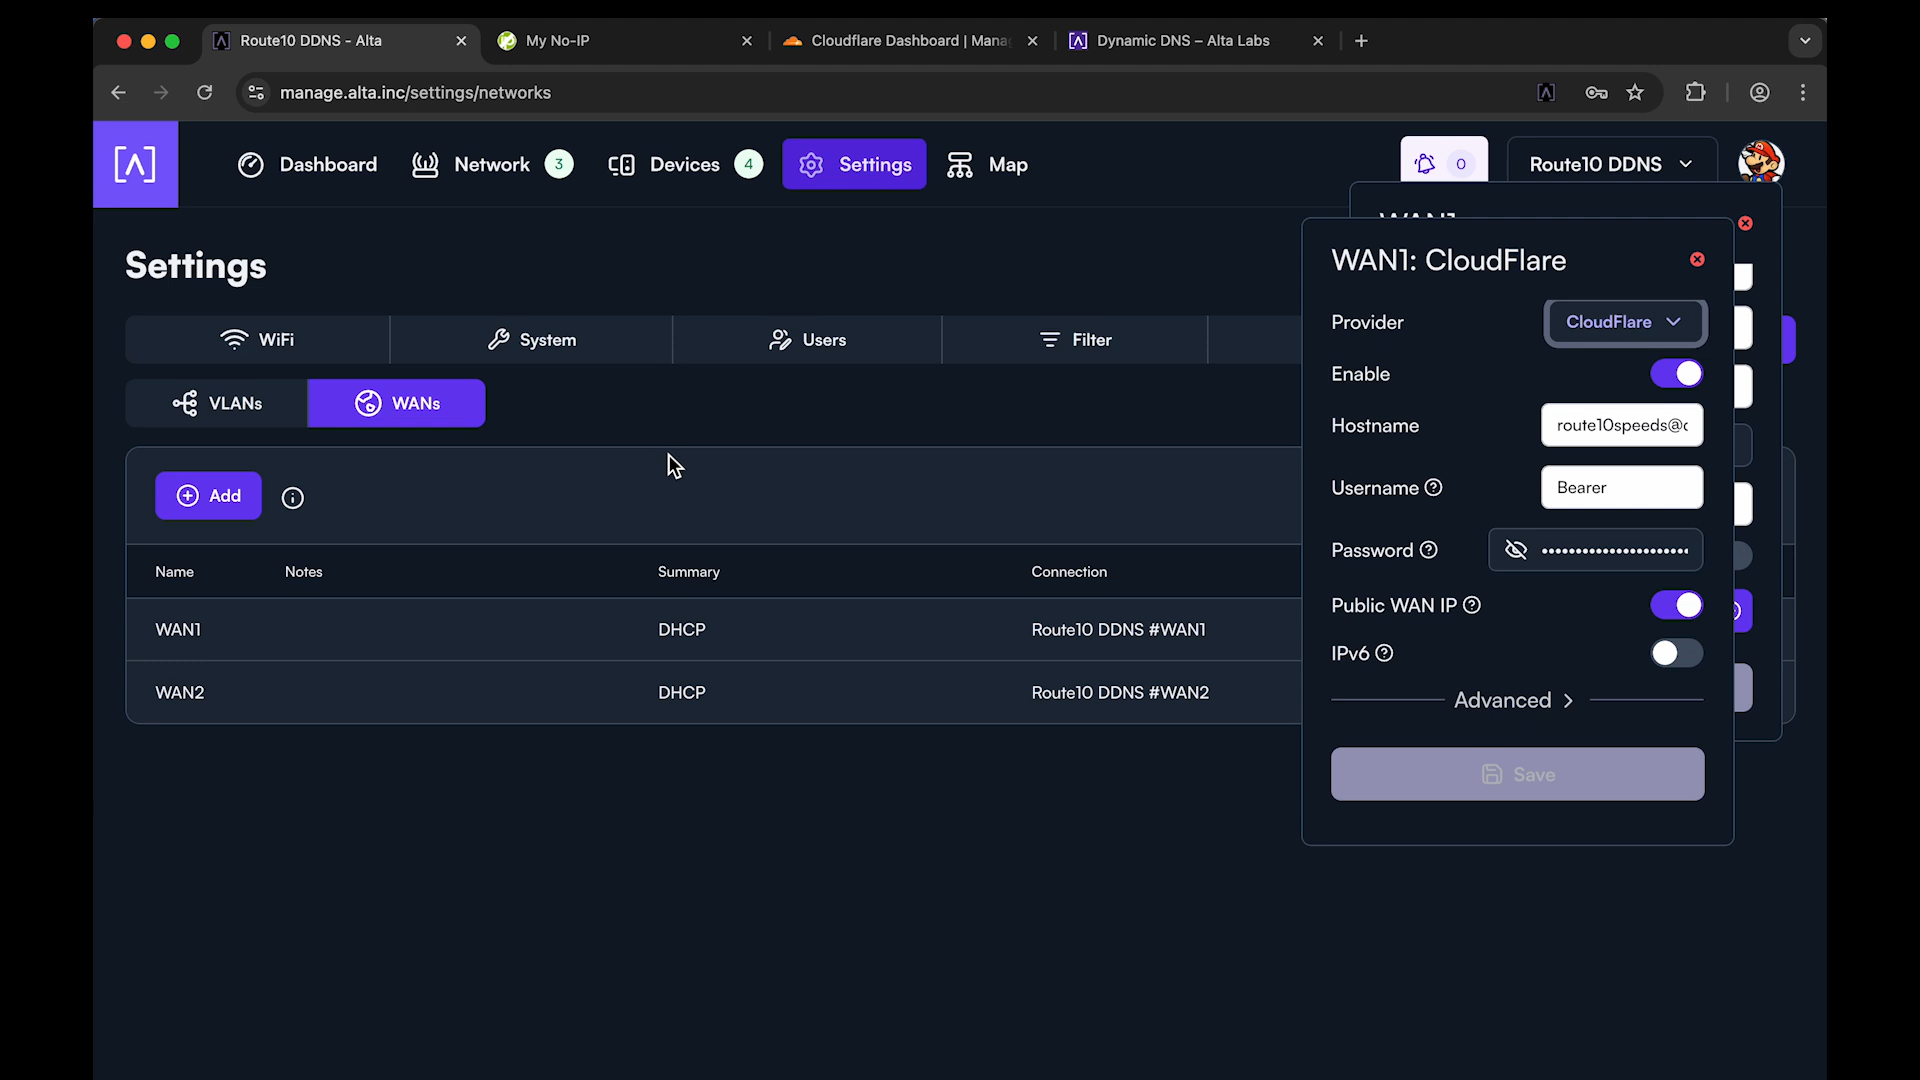 Route10 DDNS - Alta
My No-IP
Cloudflare Dashboard | Mana
Dynamic DNS – Alta Labs
manage.alta.inc/settings/networks
Dashboard
Network 3
Devices 4
Settings
Map
0
Route10 DDNS
Settings
WiFi
System
Users
Filter
VLANs
WANs
Add
Name Notes Summary Connection
WAN1 DHCP Route10 DDNS #WAN1
WAN2 DHCP Route10 DDNS #WAN2
WAN1
WAN1: CloudFlare
Provider CloudFlare
Enable
Hostname route10speeds@c
Username Bearer
Password
Public WAN IP
IPv6
Advanced
Save